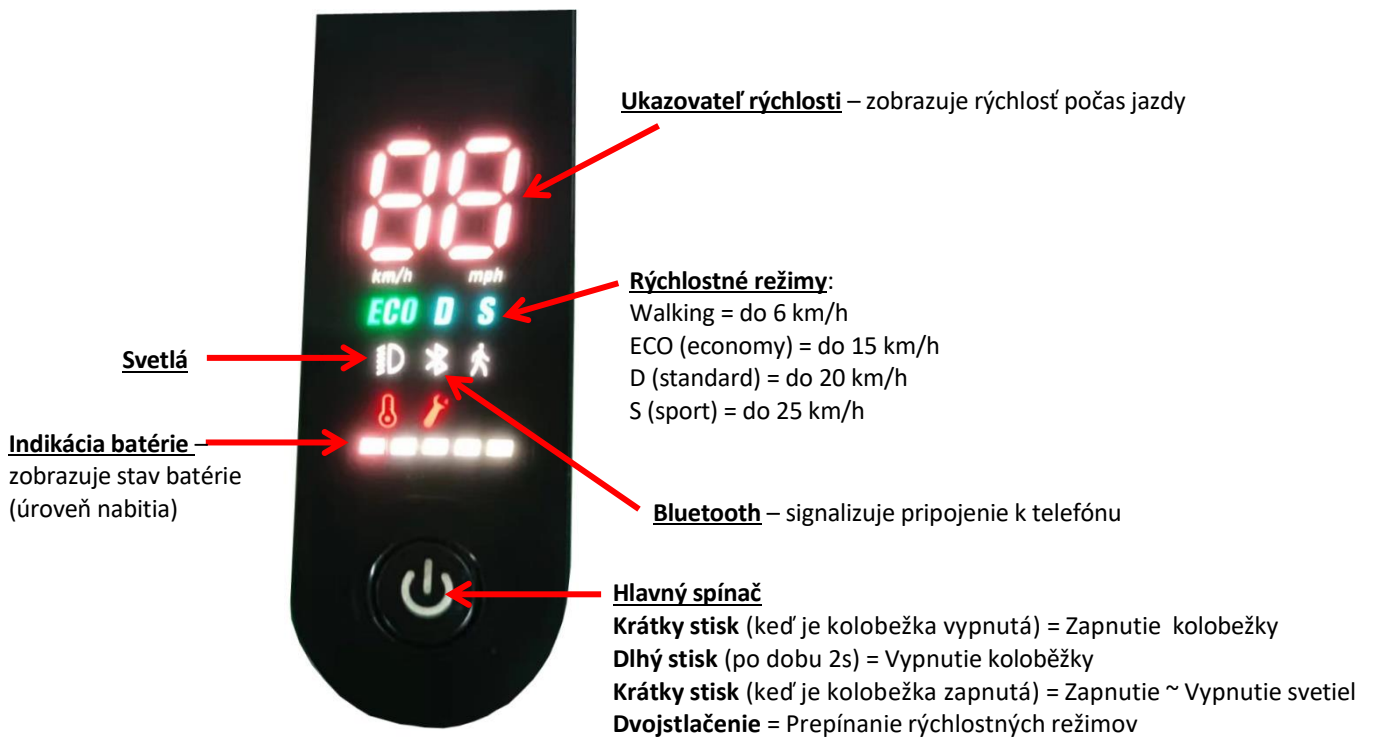 Ukazovateľ rýchlosti – zobrazuje rýchlosť počas jazdy
88
km/h mph
ECO D S
Rýchlostné režimy:
Walking = do 6 km/h
ECO (economy) = do 15 km/h
D (standard) = do 20 km/h
S (sport) = do 25 km/h
Svetlá
Indikácia batérie –
zobrazuje stav batérie
(úroveň nabitia)
Bluetooth – signalizuje pripojenie k telefónu
Hlavný spínač
Krátky stisk (keď je kolobežka vypnutá) = Zapnutie kolobežky
Dlhý stisk (po dobu 2s) = Vypnutie koloběžky
Krátky stisk (keď je kolobežka zapnutá) = Zapnutie ~ Vypnutie svetiel
Dvojstlačenie = Prepínanie rýchlostných režimov